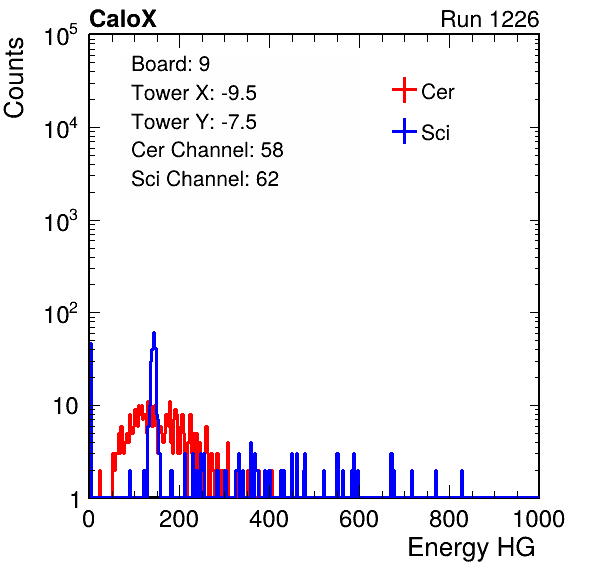 CaloX Run 1226
Counts
Board: 9
Tower X: -9.5
Tower Y: -7.5
Cer Channel: 58
Sci Channel: 62
Cer
Sci
10^5
10^4
10^3
10^2
10
1
0 200 400 600 800 1000
Energy HG